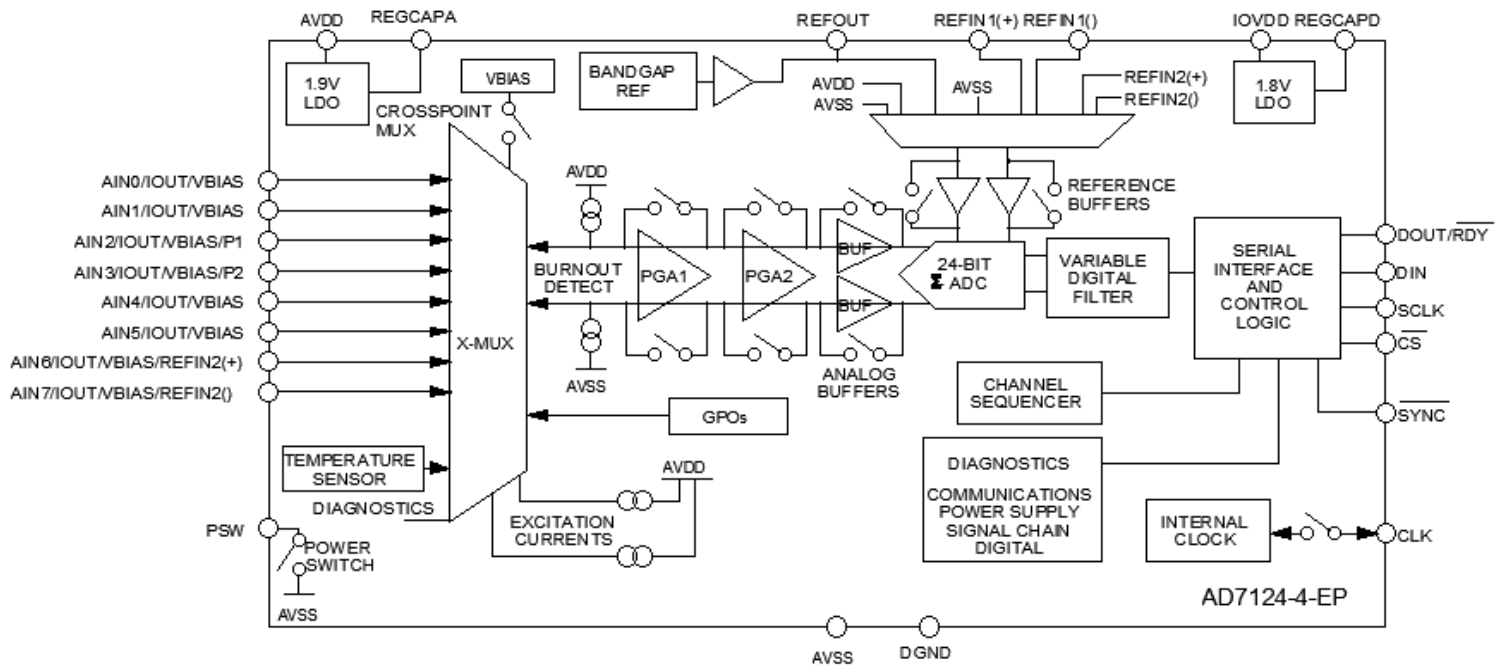 AVDD
REGCAPA
REFOUT
REFIN1(+) REFIN1()
IOVDD REGCAPD
1.9V
LDO
VBIAS
BANDGAP
REF
AVDD
AVSS
AVSS
REFIN2(+)
REFIN2()
1.8V
LDO
CROSSPOINT
MUX
AIN0/IOUT/VBIAS
AIN1/IOUT/VBIAS
AIN2/IOUT/VBIAS/P1
AIN3/IOUT/VBIAS/P2
AIN4/IOUT/VBIAS
AIN5/IOUT/VBIAS
AIN6/IOUT/VBIAS/REFIN2(+)
AIN7/IOUT/VBIAS/REFIN2()
X-MUX
AVDD
BURNOUT
DETECT
AVSS
PGA1
PGA2
BUF
BUF
ANALOG
BUFFERS
REFERENCE
BUFFERS
24-BIT
Σ- ADC
VARIABLE
DIGITAL
FILTER
SERIAL
INTERFACE
AND
CONTROL
LOGIC
DOUT/RDY
DIN
SCLK
CS
SYNC
GPOs
CHANNEL
SEQUENCER
TEMPERATURE
SENSOR
DIAGNOSTICS
AVDD
EXCITATION
CURRENTS
DIAGNOSTICS
COMMUNICATIONS
POWER SUPPLY
SIGNAL CHAIN
DIGITAL
INTERNAL
CLOCK
CLK
PSW
POWER
SWITCH
AVSS
AD7124-4-EP
AVSS
DGND